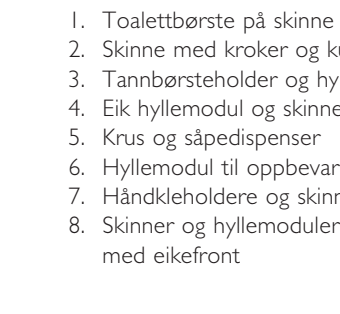 1. Toalettbørste på skinne
2. Skinne med kroker og
3. Tannbørsteholder og
4. Eik hyllemodul og skinne
5. Krus og såpedispenser
6. Hyllemodul til
7. Håndkleholdere og
8. Skinner og hyllemoduler
med eikefront